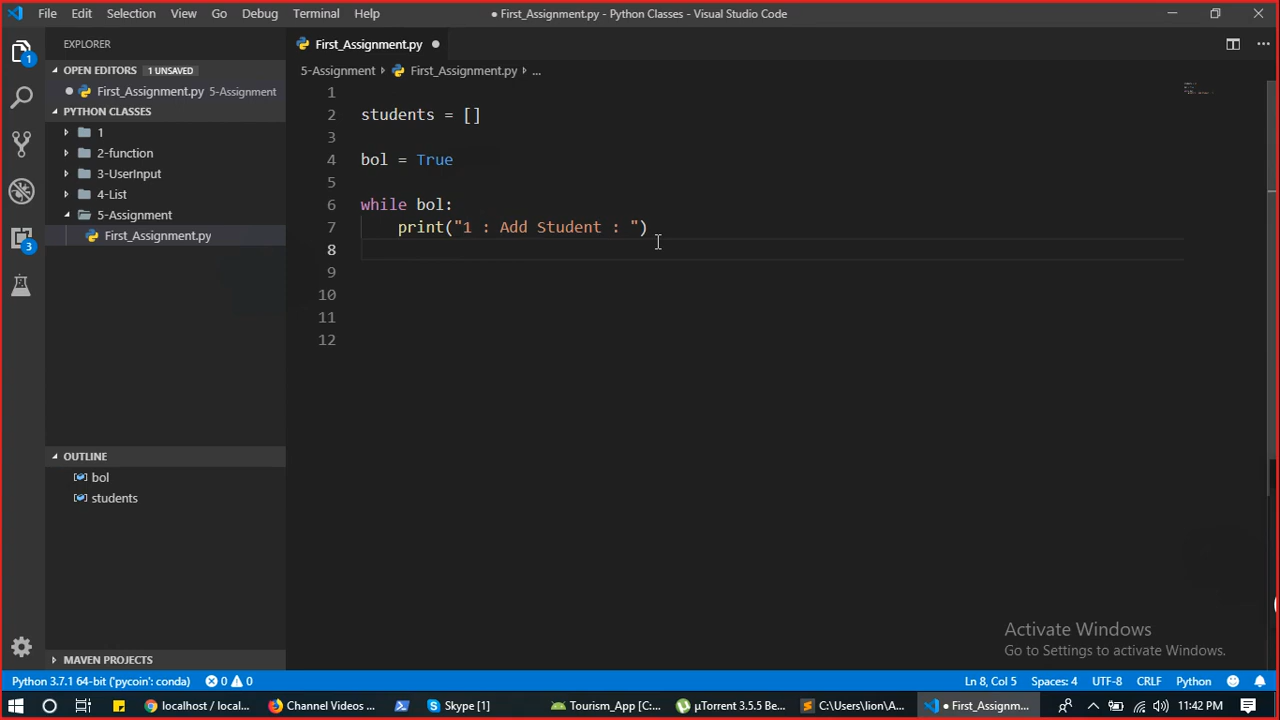 File Edit Selection View Go Debug Terminal Help
● First_Assignment.py - Python Classes - Visual Studio Code
EXPLORER
First_Assignment.py ●
OPEN EDITORS 1 UNSAVED
5-Assignment First_Assignment.py ...
● First_Assignment.py 5-Assignment
PYTHON CLASSES
1
2-function
3-UserInput
4-List
5-Assignment
First_Assignment.py
1
3
1
2 students = []
3
4 bol = True
5
6 while bol:
7 print("1 : Add Student : ")
8
9
10
11
12
OUTLINE
bol
students
MAVEN PROJECTS
Activate Windows
Go to Settings to activate Windows.
Python 3.7.1 64-bit ('pycoin': conda) 0 0
Ln 8, Col 5 Spaces: 4 UTF-8 CRLF Python
localhost / local...
Channel Videos ...
Skype [1]
Tourism_App [C:...
µTorrent 3.5.5 Be...
C:\Users\lion\A...
● First_Assignm...
11:42 PM